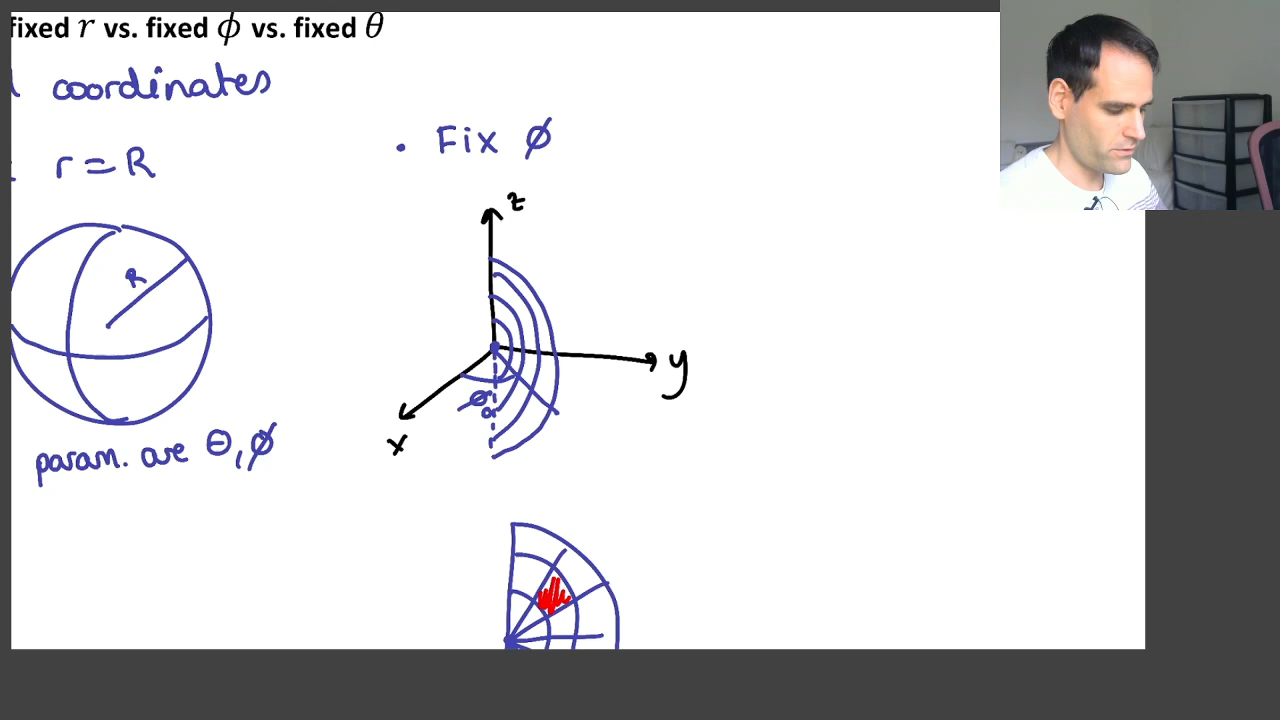 fixed r vs. fixed ϕ vs. fixed θ
coordinates
r = R
R
param. are θ, ϕ
. Fix ϕ
z
y
x